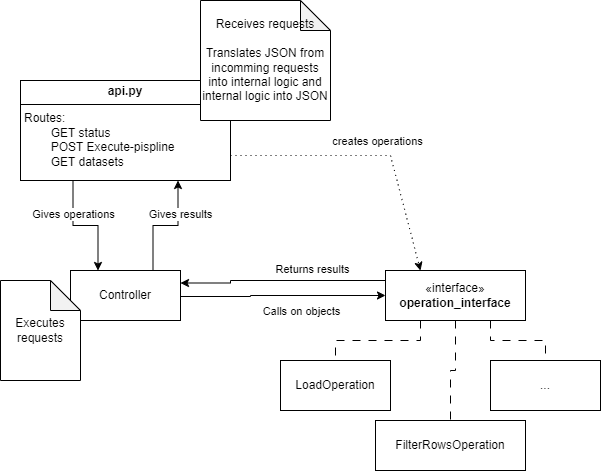 Receives requests
Translates JSON from
incomming requests
into internal logic and
internal logic into JSON
api.py
Routes:
GET status
POST Execute-pispline
GET datasets
creates operations
Gives operations
Gives results
Returns results
Calls on objects
Controller
Executes
requests
«interface»
operation_interface
LoadOperation
...
FilterRowsOperation